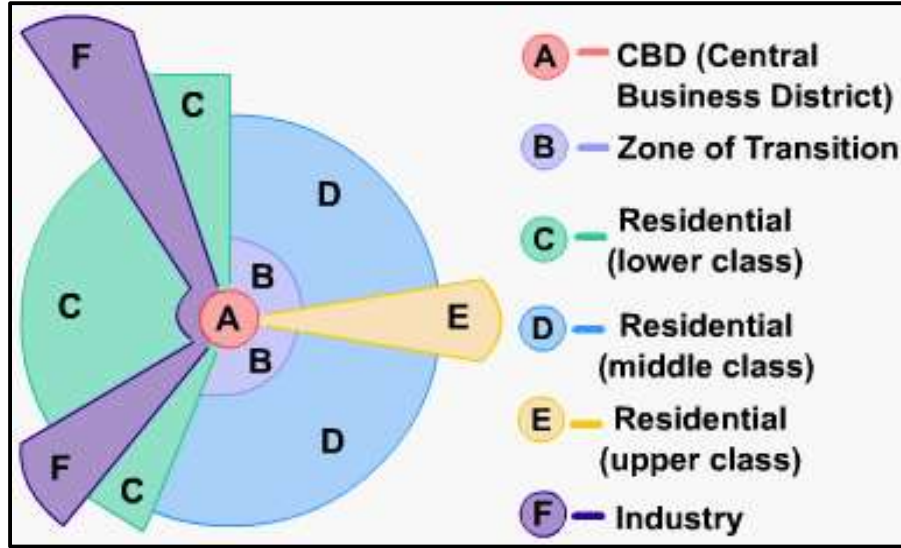 F
C
D
B
C
A
E
B
D
F
C
A CBD (Central
Business District)
B Zone of Transition
C Residential
(lower class)
D Residential
(middle class)
E Residential
(upper class)
F Industry